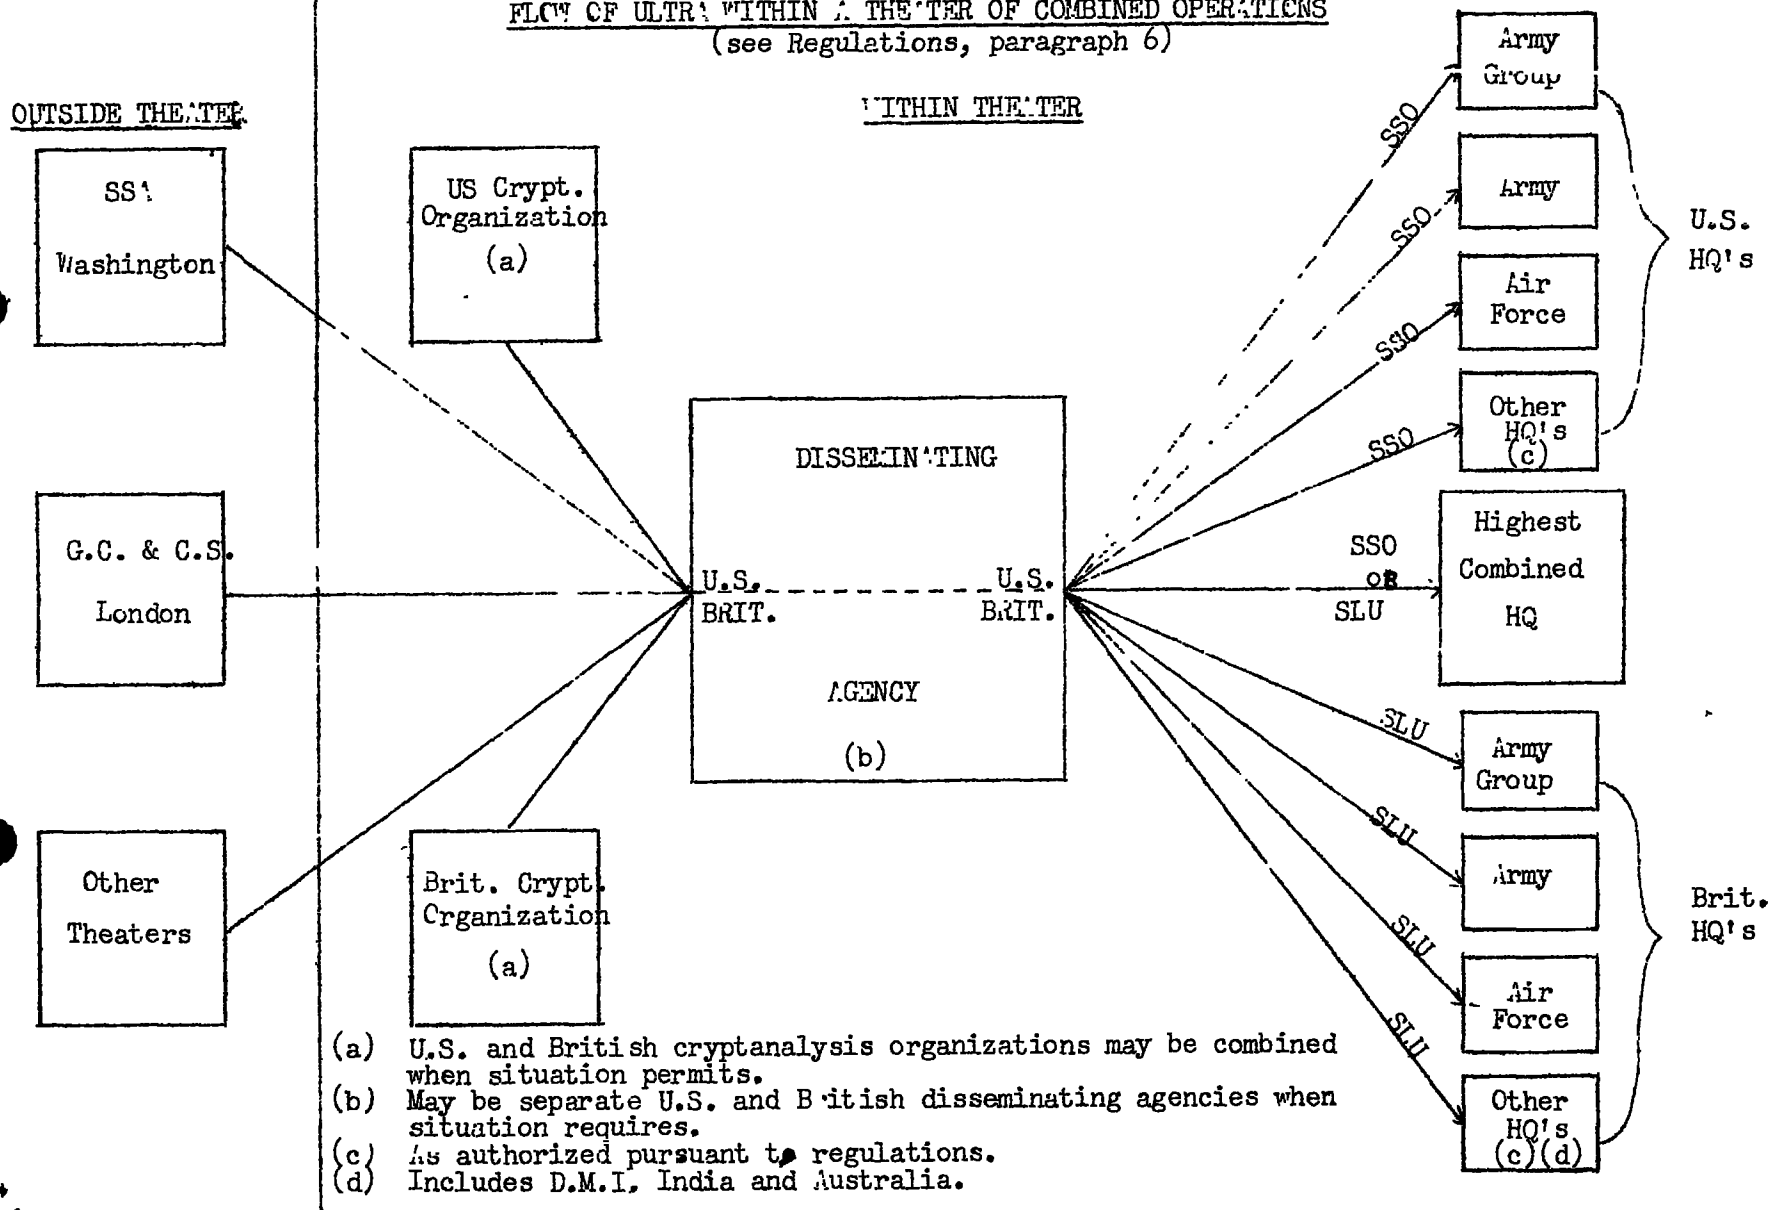 FLOW OF ULTRA WITHIN A THEATER OF COMBINED OPERATIONS
(see Regulations, paragraph 6)
OUTSIDE THEATER
WITHIN THEATER
SSA
Washington
G.C. & C.S.
London
Other
Theaters
US Crypt.
Organization
(a)
Brit. Crypt.
Organization
(a)
DISSEMINATING
U.S.
U.S.
BRIT.
BRIT.
AGENCY
(b)
SSO
SSO
SSO
SSO
SSO
OR
SLU
SLU
SLU
SLU
SLU
Army
Group
Army
Air
Force
Other
HQ's
(c)
U.S.
HQ's
Highest
Combined
HQ
Army
Group
Army
Air
Force
Other
HQ's
(c)(d)
Brit.
HQ's
(a) U.S. and British cryptanalysis organizations may be combined
when situation permits.
(b) May be separate U.S. and British disseminating agencies when
situation requires.
(c) As authorized pursuant to regulations.
(d) Includes D.M.I. India and Australia.